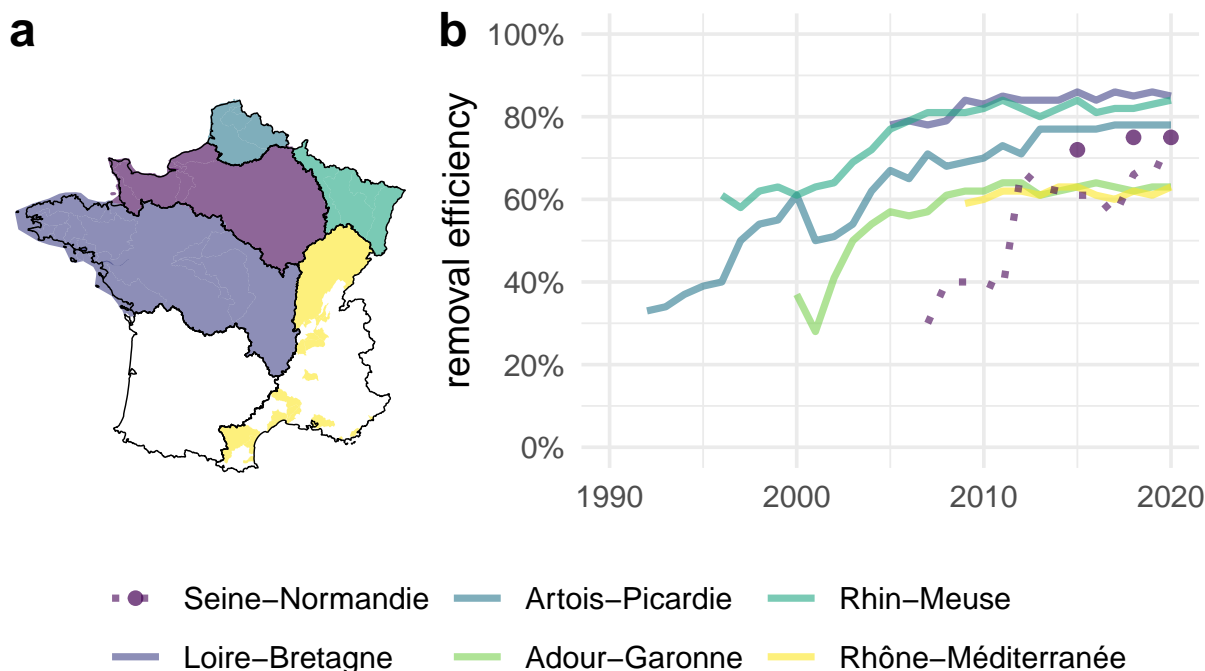 a
b
removal efficiency
100%
80%
60%
40%
20%
0%
1990 2000 2010 2020
Seine−Normandie Artois−Picardie Rhin−Meuse
Loire−Bretagne Adour−Garonne Rhône−Méditerranée